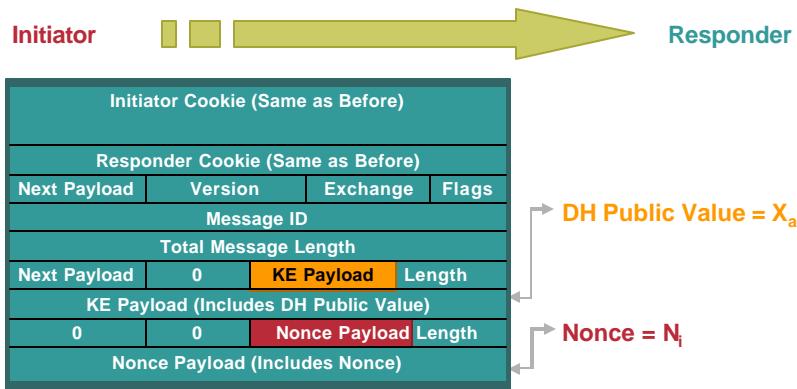 Initiator
Responder
Initiator Cookie (Same as Before)
Responder Cookie (Same as Before)
Next Payload Version Exchange Flags
Message ID
Total Message Length
Next Payload 0 KE Payload Length
KE Payload (Includes DH Public Value)
0 0 Nonce Payload Length
Nonce Payload (Includes Nonce)
DH Public Value = Xa
Nonce = Ni